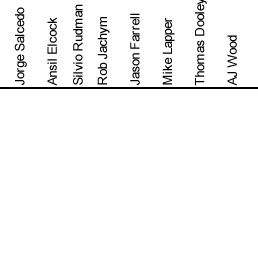 Jorge Salcedo
Ansil Elcock
Silvio Rudman
Rob Jachym
Jason Farrell
Mike Lapper
Thomas Dooley
AJ Wood